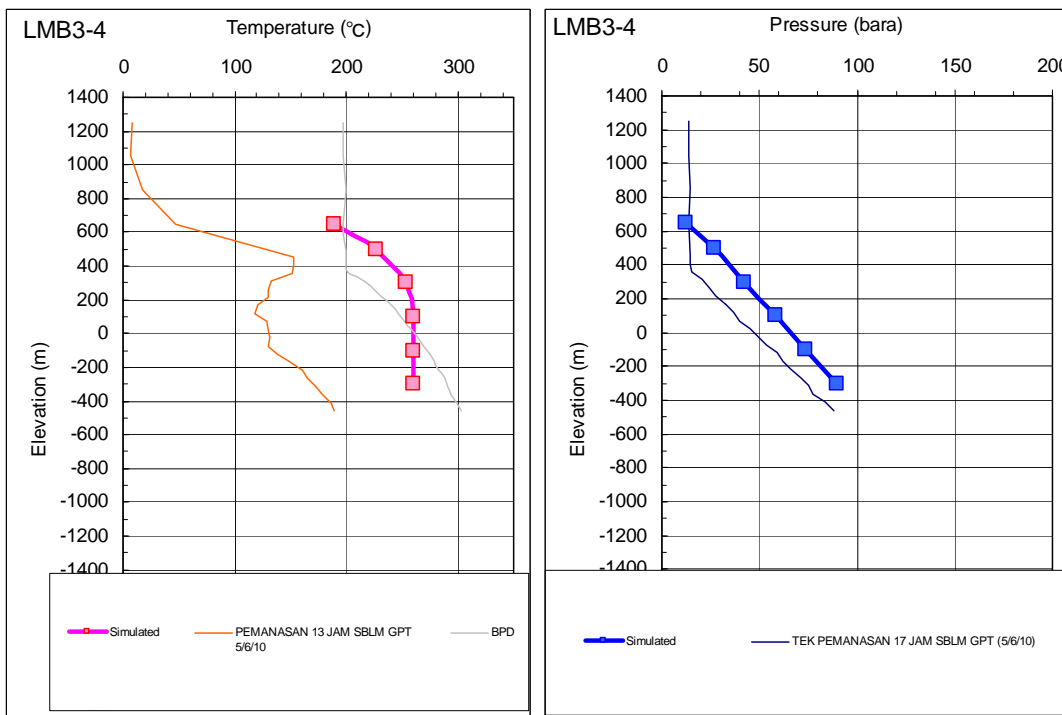 LMB3-4
Temperature (°C)
0 100 200 300
1400
1200
1000
800
600
400
200
0
-200
-400
-600
-800
-1000
-1200
-1400
Elevation (m)
Simulated
PEMANASAN 13 JAM SBLM GPT
5/6/10
BPD
LMB3-4
Pressure (bara)
0 50 100 150 200
1400
1200
1000
800
600
400
200
0
-200
-400
-600
-800
-1000
-1200
-1400
Elevation (m)
Simulated
TEK PEMANASAN 17 JAM SBLM GPT (5/6/10)